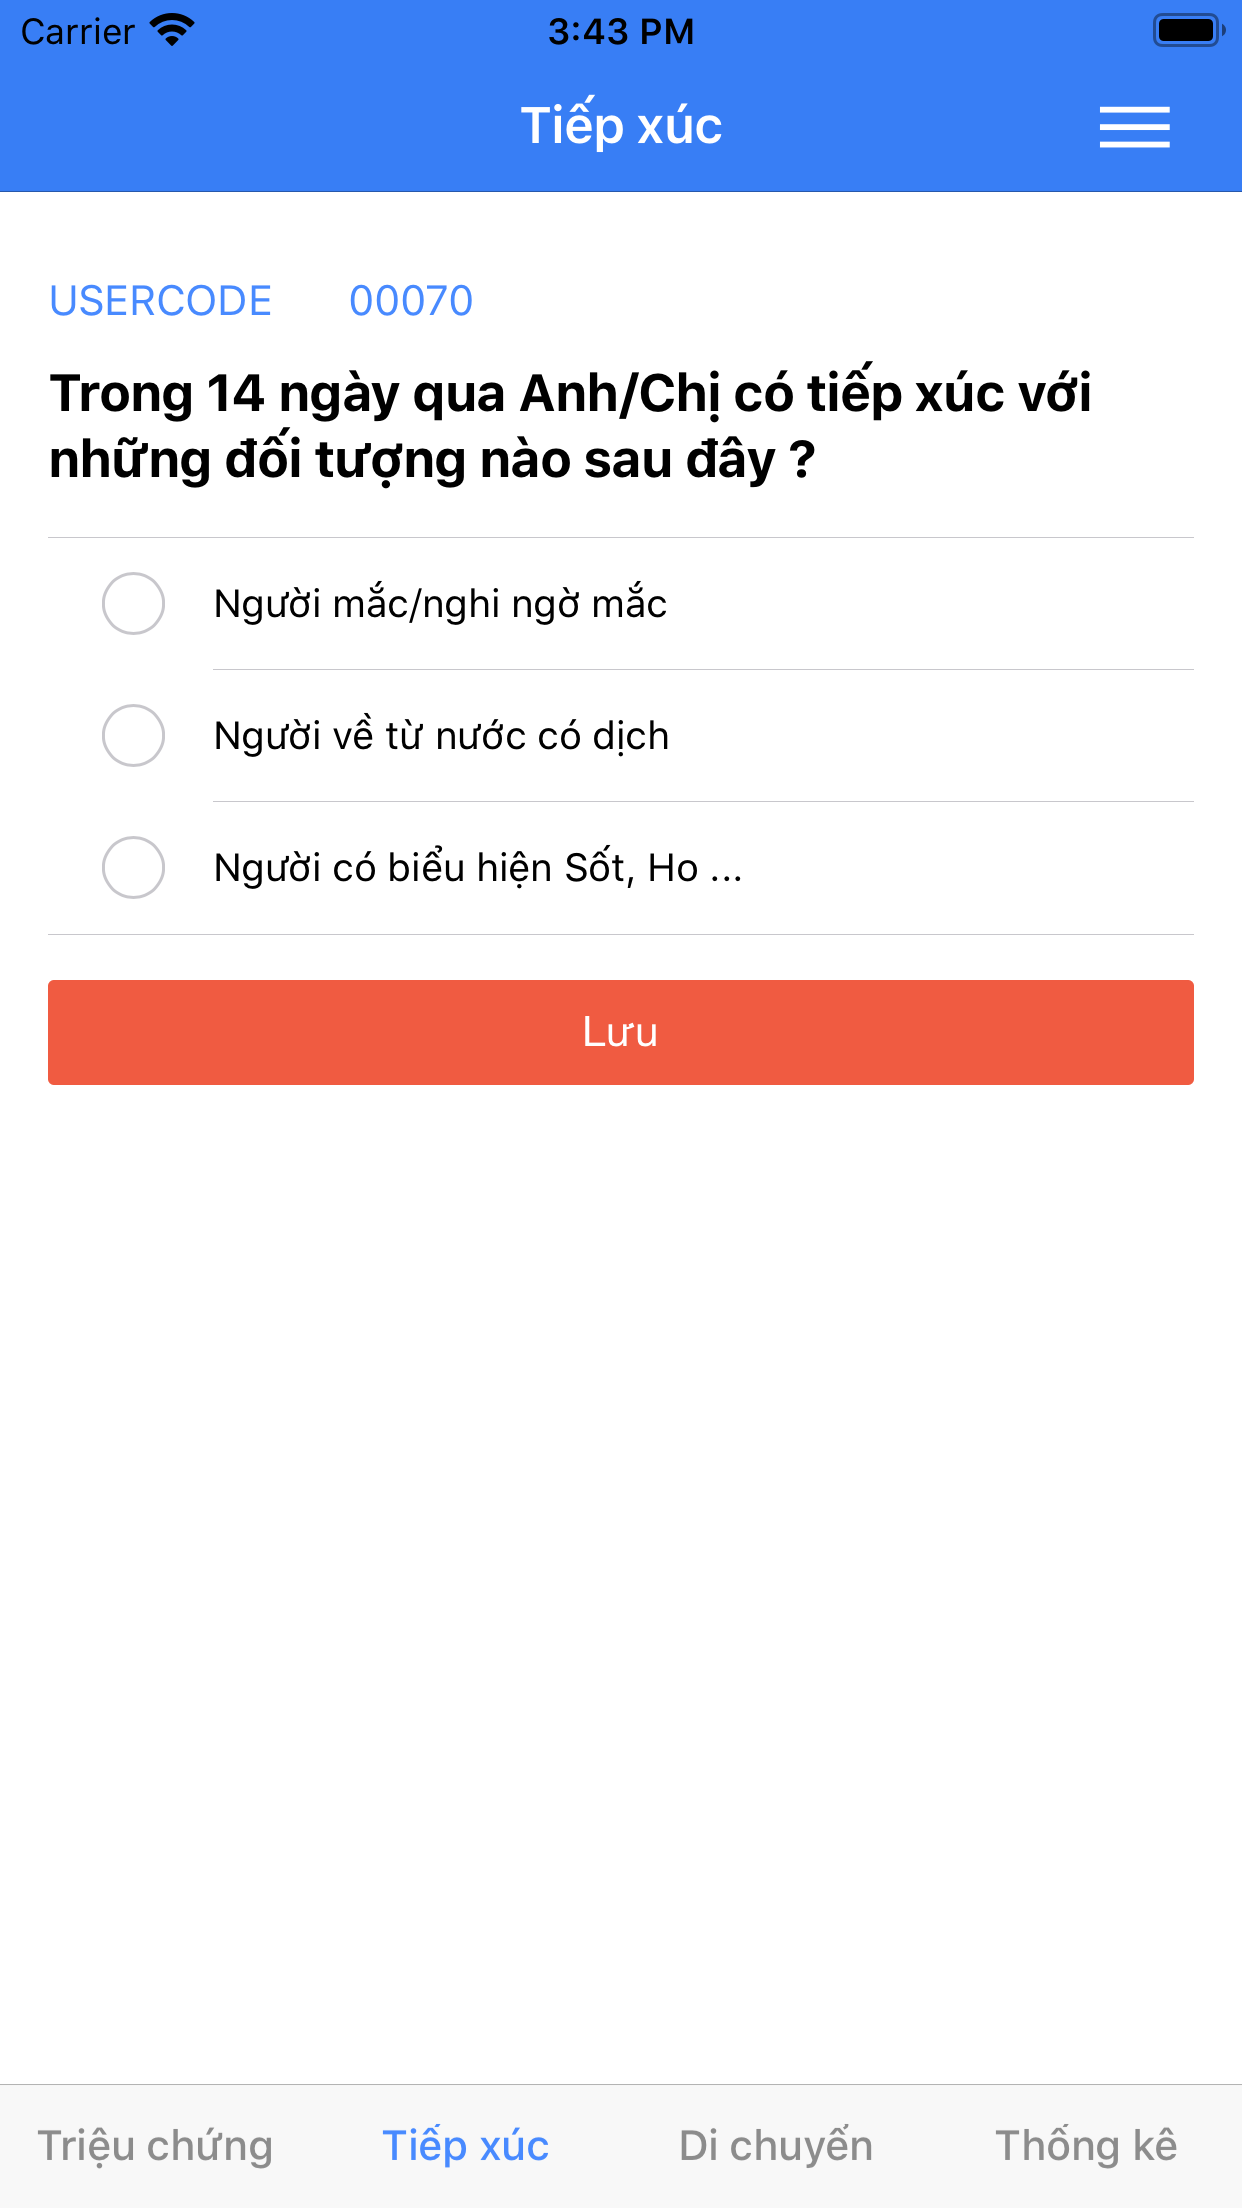 Carrier 3:43 PM
Tiếp xúc
USERCODE 00070
Trong 14 ngày qua Anh/Chị có tiếp xúc với
những đối tượng nào sau đây ?
Người mắc/nghi ngờ mắc
Người về từ nước có dịch
Người có biểu hiện Sốt, Ho ...
Lưu
Triệu chứng Tiếp xúc Di chuyển Thống kê